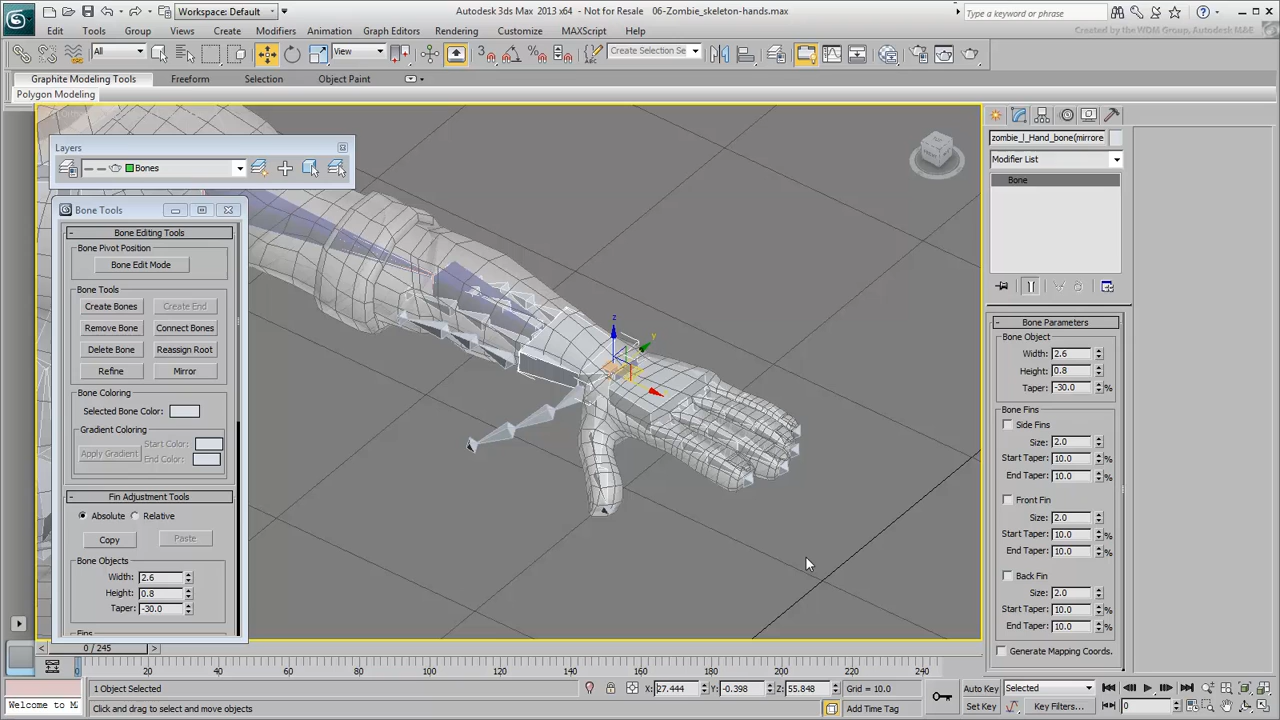 Workspace: Default
Autodesk 3ds Max 2013 x64 - Not for Resale 06-Zombie_skeleton-hands.max
Type a keyword or phrase
Edit Tools Group Views Create Modifiers Animation Graph Editors Rendering Customize MAXScript Help
Created by the WOM Group, Autodesk M&E
All View Create Selection Se
Graphite Modeling Tools Freeform Selection Object Paint
Polygon Modeling
Layers
Bones
Bone Tools
- Bone Editing Tools
Bone Pivot Position
Bone Edit Mode
Bone Tools
Create Bones Create End
Remove Bone Connect Bones
Delete Bone Reassign Root
Refine Mirror
Bone Coloring
Selected Bone Color:
Gradient Coloring
Apply Gradient Start Color:
End Color:
- Fin Adjustment Tools
Absolute Relative
Copy Paste
Bone Objects
Width: 2.6
Height: 0.8
Taper: -30.0
Fins
z
y
zombie_l_Hand_bone(mirrore
Modifier List
Bone
- Bone Parameters
Bone Object
Width: 2.6
Height: 0.8
Taper: -30.0 %
Bone Fins
Side Fins
Size: 2.0
Start Taper: 10.0 %
End Taper: 10.0 %
Front Fin
Size: 2.0
Start Taper: 10.0 %
End Taper: 10.0 %
Back Fin
Size: 2.0
Start Taper: 10.0 %
End Taper: 10.0 %
Generate Mapping Coords.
< 0 / 245 >
20 40 60 80 100 120 140 160 180 200 220 240
1 Object Selected X: 27.444 Y: -0.398 Z: 55.848 Grid = 10.0 Auto Key Selected
Welcome to M Click and drag to select and move objects Add Time Tag Set Key Key Filters... 0